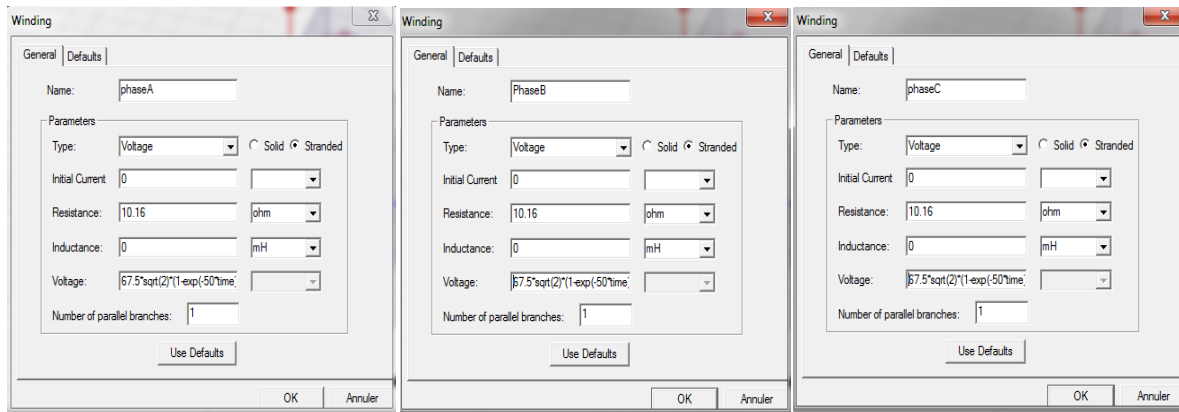 Winding
General Defaults
Name: phaseA
Parameters
Type: Voltage Solid Stranded
Initial Current 0
Resistance: 10.16 ohm
Inductance: 0 mH
Voltage: 67.5*sqrt(2)*(1-exp(-50*time
Number of parallel branches: 1
Use Defaults
OK Annuler
Winding
General Defaults
Name: PhaseB
Parameters
Type: Voltage Solid Stranded
Initial Current 0
Resistance: 10.16 ohm
Inductance: 0 mH
Voltage: 67.5*sqrt(2)*(1-exp(-50*time
Number of parallel branches: 1
Use Defaults
OK Annuler
Winding
General Defaults
Name: phaseC
Parameters
Type: Voltage Solid Stranded
Initial Current 0
Resistance: 10.16 ohm
Inductance: 0 mH
Voltage: 67.5*sqrt(2)*(1-exp(-50*time
Number of parallel branches: 1
Use Defaults
OK Annuler